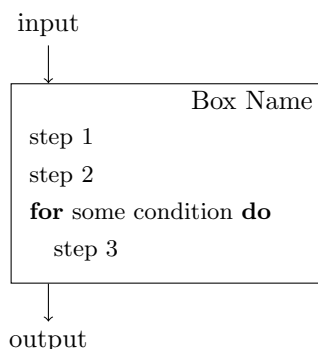 input
Box Name
step 1
step 2
for some condition do
step 3
output